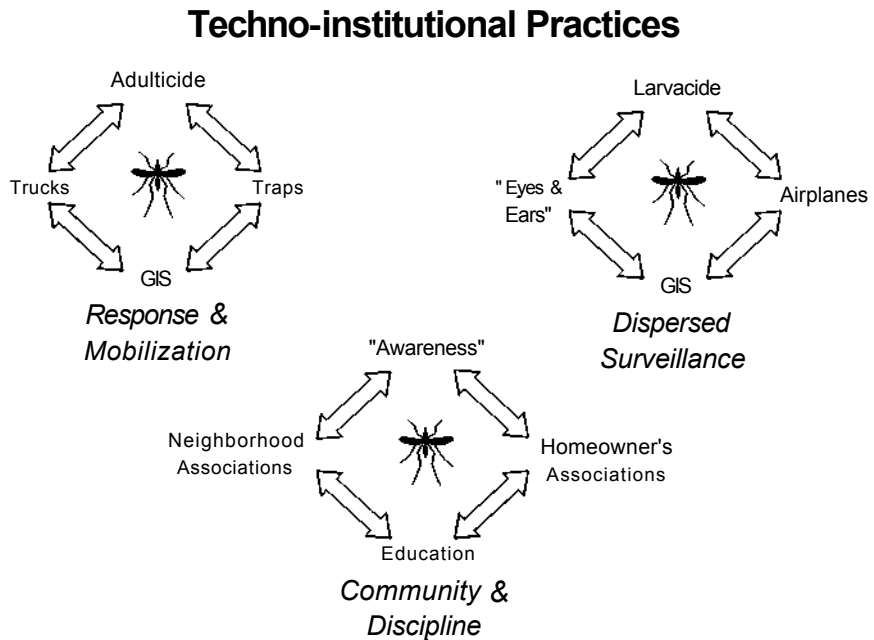 Techno-institutional Practices
Adulticide
Trucks
Traps
GIS
Response &
Mobilization
Larvacide
"Eyes &
Ears"
Airplanes
GIS
Dispersed
Surveillance
"Awareness"
Neighborhood
Associations
Homeowner's
Associations
Education
Community &
Discipline